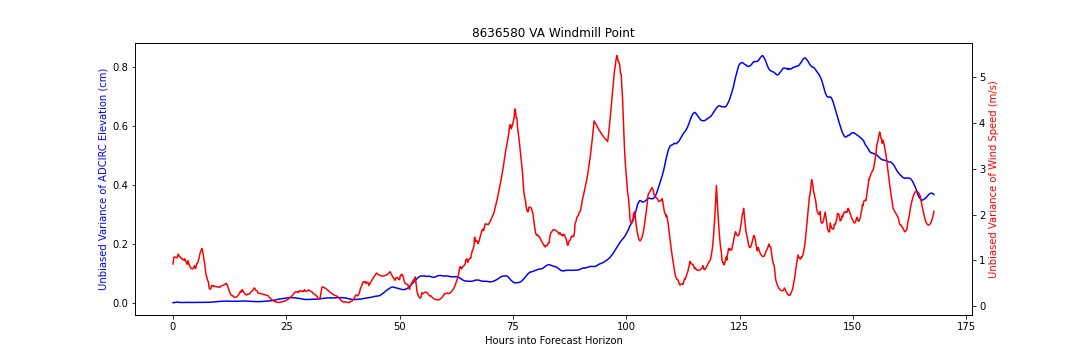 8636580 VA Windmill Point
Unbiased Variance of ADCIRC Elevation (cm)
0.8
0.6
0.4
0.2
0.0
5
4
3
2
1
0
Unbiased Variance of Wind Speed (m/s)
0 25 50 75 100 125 150 175
Hours into Forecast Horizon